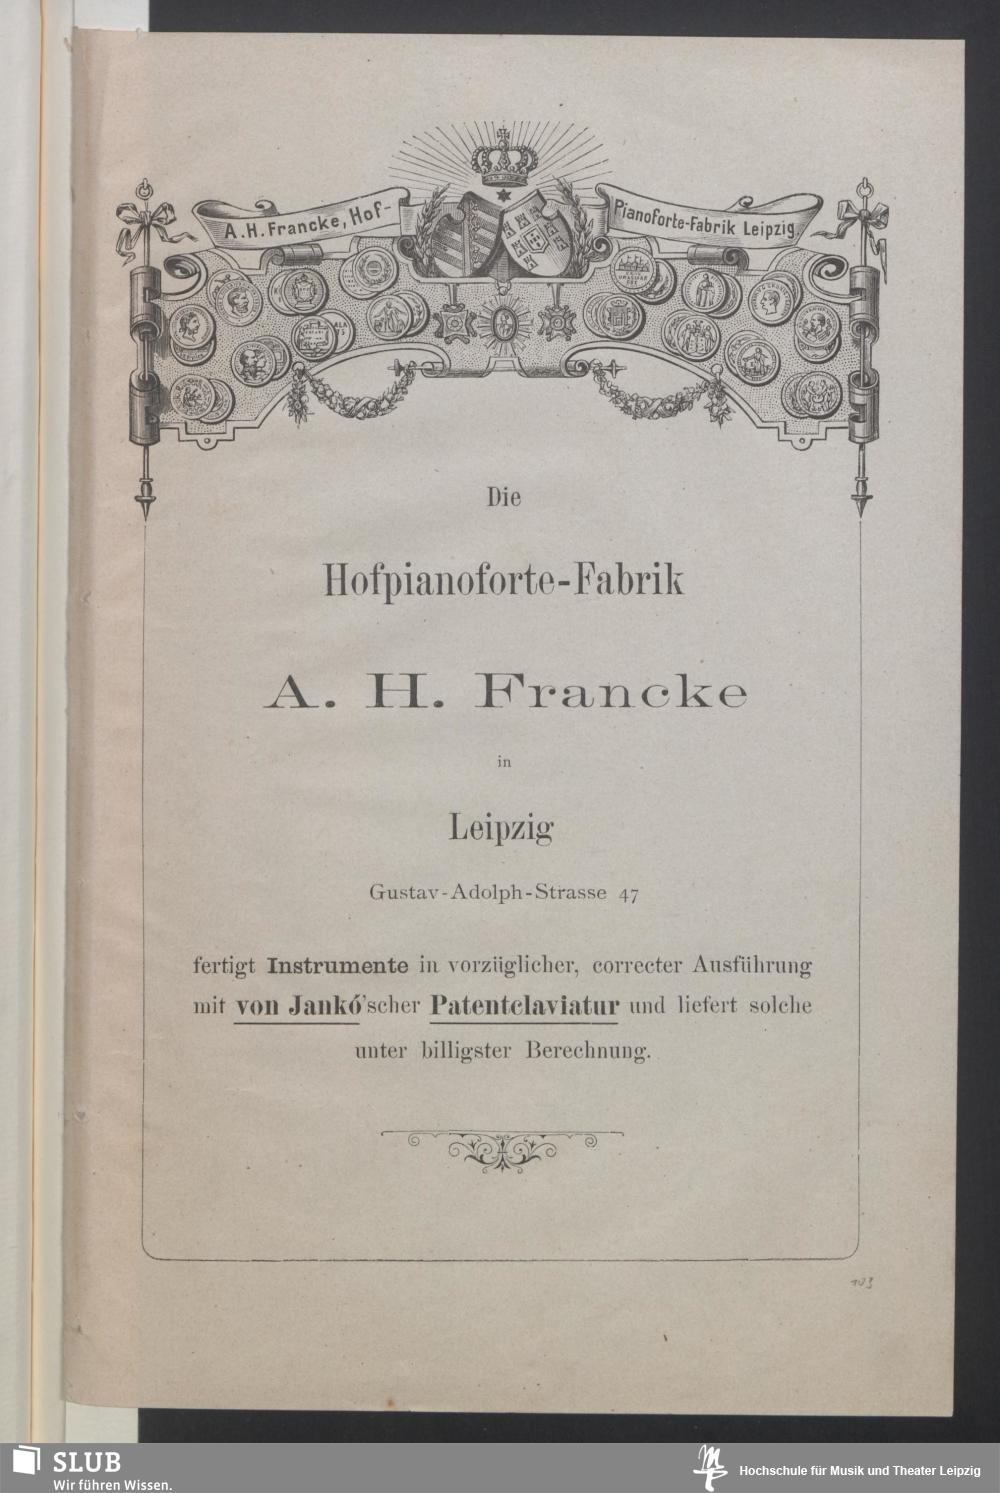 A.H. Francke, Hof-
Pianoforte-Fabrik Leipzig
Die
Hofpianoforte-Fabrik
A. H. Francke
in
Leipzig
Gustav-Adolph-Strasse 47
fertigt Instrumente in vorzüglicher, correcter Ausführung
mit von Jankó'scher Patentclaviatur und liefert solche
unter billigster Berechnung.
103
SLUB
Wir führen Wissen.
Hochschule für Musik und Theater Leipzig